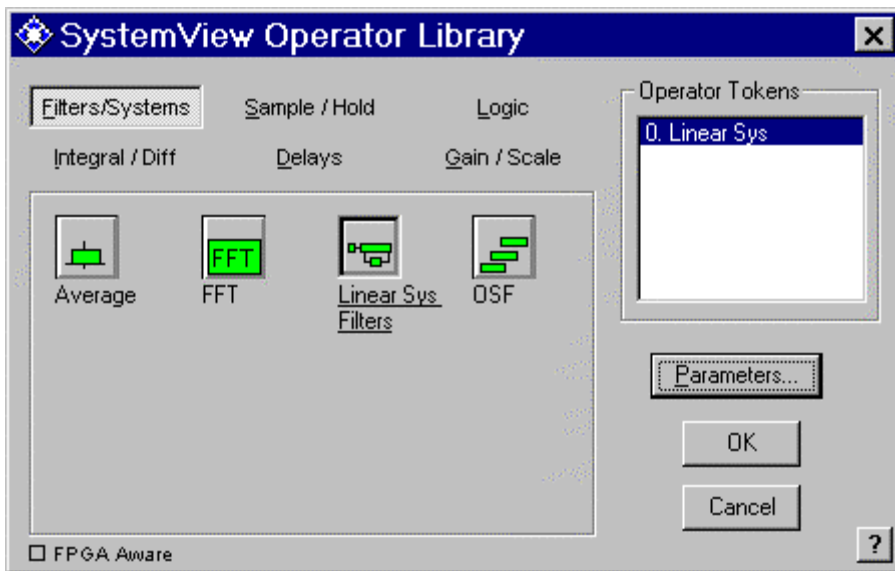 SystemView Operator Library
Filters/Systems
Sample / Hold
Logic
Integral / Diff
Delays
Gain / Scale
Operator Tokens
0. Linear Sys
Average
FFT
FFT
Linear Sys
Filters
OSF
Parameters...
OK
Cancel
FPGA Aware
?